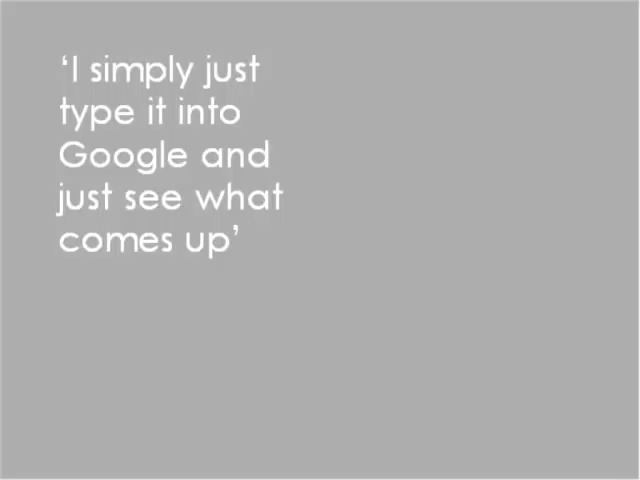 ‘I simply just
type it into
Google and
just see what
comes up’